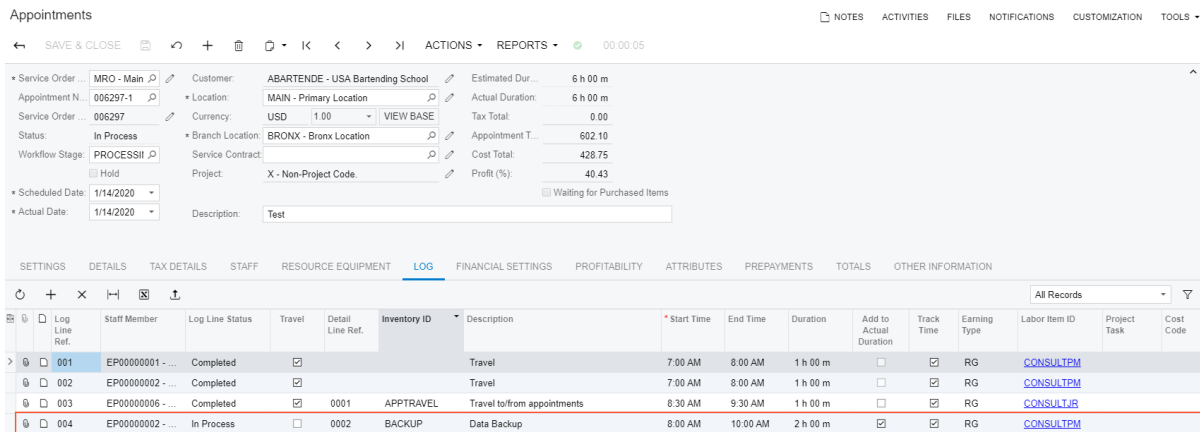 Appointments NOTES ACTIVITIES FILES NOTIFICATIONS CUSTOMIZATION TOOLS
SAVE & CLOSE ACTIONS REPORTS 00:00:05
* Service Order ... MRO - Main Customer: ABARTENDE - USA Bartending School Estimated Dur... 6 h 00 m
Appointment N... 006297-1 * Location: MAIN - Primary Location Actual Duration: 6 h 00 m
Service Order ... 006297 Currency: USD 1.00 VIEW BASE Tax Total: 0.00
Status: In Process * Branch Location: BRONX - Bronx Location Appointment T... 602.10
Workflow Stage: PROCESSII Service Contract: Cost Total: 428.75
Hold Project: X - Non-Project Code. Profit (%): 40.43
* Scheduled Date: 1/14/2020 Waiting for Purchased Items
* Actual Date: 1/14/2020 Description: Test
SETTINGS DETAILS TAX DETAILS STAFF RESOURCE EQUIPMENT LOG FINANCIAL SETTINGS PROFITABILITY ATTRIBUTES PREPAYMENTS TOTALS OTHER INFORMATION
All Records
Log Line Ref. Staff Member Log Line Status Travel Detail Line Ref. Inventory ID Description * Start Time End Time Duration Add to Actual Duration Track Time Earning Type Labor Item ID Project Task Cost Code
001 EP00000001 - ... Completed Travel 7:00 AM 8:00 AM 1 h 00 m RG CONSULTPM
002 EP00000002 - ... Completed Travel 7:00 AM 8:00 AM 1 h 00 m RG CONSULTPM
003 EP00000006 - ... Completed 0001 APPTRAVEL Travel to/from appointments 8:30 AM 9:30 AM 1 h 00 m RG CONSULTJR
004 EP00000002 - ... In Process 0002 BACKUP Data Backup 8:00 AM 10:00 AM 2 h 00 m RG CONSULTPM